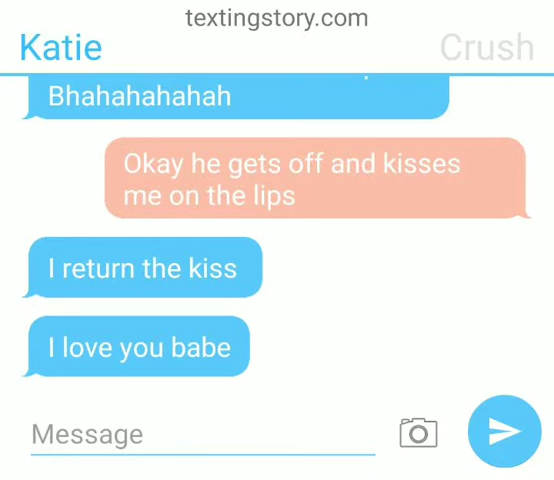 textingstory.com
Katie
Crush
Bhahahahahah
Okay he gets off and kisses
me on the lips
I return the kiss
I love you babe
Message